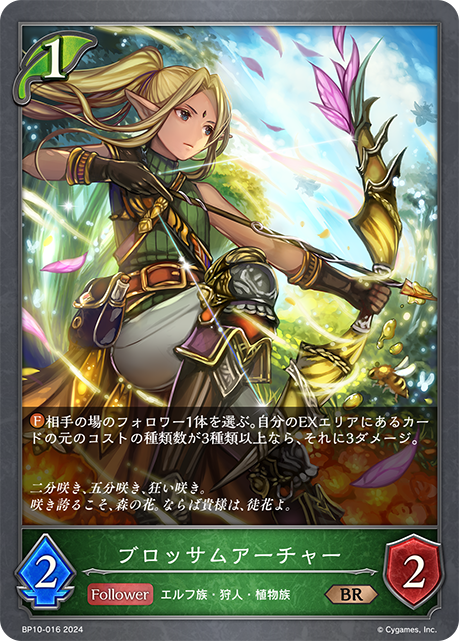 1
Ⓕ相手の場のフォロワー1体を選ぶ。自分のEXエリアにあるカー
ドの元のコストの種類数が3種類以上なら、それに3ダメージ。
二分咲き、五分咲き、狂い咲き。
咲き誇るこそ、森の花。ならば貴様は、徒花よ。
ブロッサムアーチャー
2
Follower エルフ族・狩人・植物族 BR
2
BP10-016 2024
© Cygames, Inc.